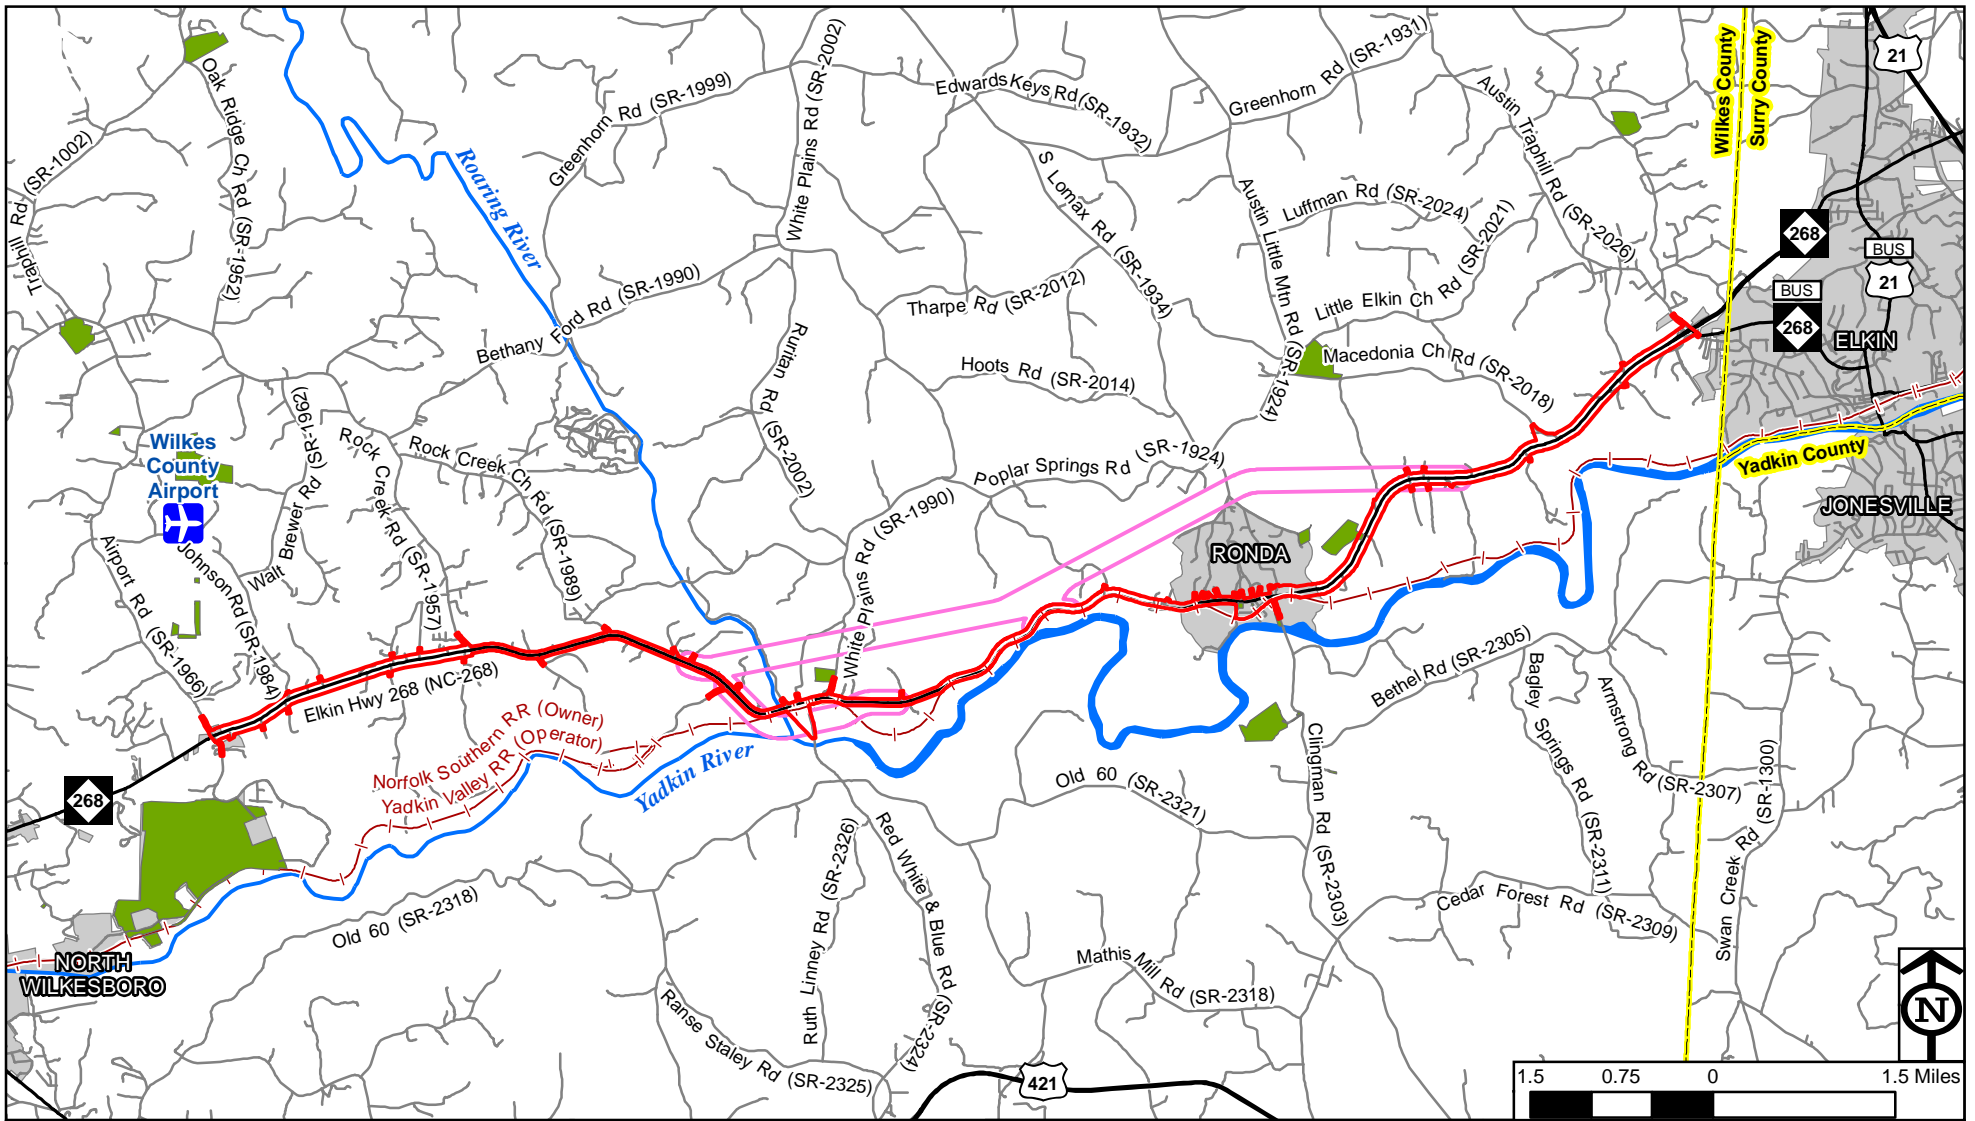 Oak Ridge Ch Rd (SR-1952)
Traphill Rd (SR-1002)
Roaring River
Greenhorn Rd (SR-1999)
White Plains Rd (SR-2002)
Edwards Keys Rd (SR-1932)
Greenhorn Rd (SR-1931)
Austin Traphill Rd (SR-2026)
Wilkes County
Surry County
21
S Lomax Rd (SR-1934)
Austin Little Mtn Rd (SR-1924)
Luffman Rd (SR-2024)
Little Elkin Ch Rd (SR-2021)
268
BUS
21
BUS
268
ELKIN
Bethany Ford Rd (SR-1990)
Tharpe Rd (SR-2012)
Ruritan Rd (SR-2002)
Hoots Rd (SR-2014)
Macedonia Ch Rd (SR-2018)
Wilkes
County
Airport
Walt Brewer Rd (SR-1962)
Rock Creek Rd (SR-1957)
Rock Creek Ch Rd (SR-1989)
Poplar Springs Rd (SR-1924)
White Plains Rd (SR-1990)
Yadkin County
JONESVILLE
RONDA
Airport Rd (SR-1966)
Johnson Rd (SR-1984)
Elkin Hwy 268 (NC-268)
Norfolk Southern RR (Owner)
Yadkin Valley RR (Operator)
Yadkin River
268
Bethel Rd (SR-2305)
Bagley Springs Rd (SR-2311)
Armstrong Rd (SR-2307)
Clingman Rd (SR-2303)
Swan Creek Rd (SR-1300)
Old 60 (SR-2321)
Old 60 (SR-2318)
Ruth Linney Rd (SR-2326)
Red White & Blue Rd (SR-2324)
Cedar Forest Rd (SR-2309)
Mathis Mill Rd (SR-2318)
Ranse Staley Rd (SR-2325)
NORTH
WILKESBORO
421
N
1.5 0.75 0 1.5 Miles